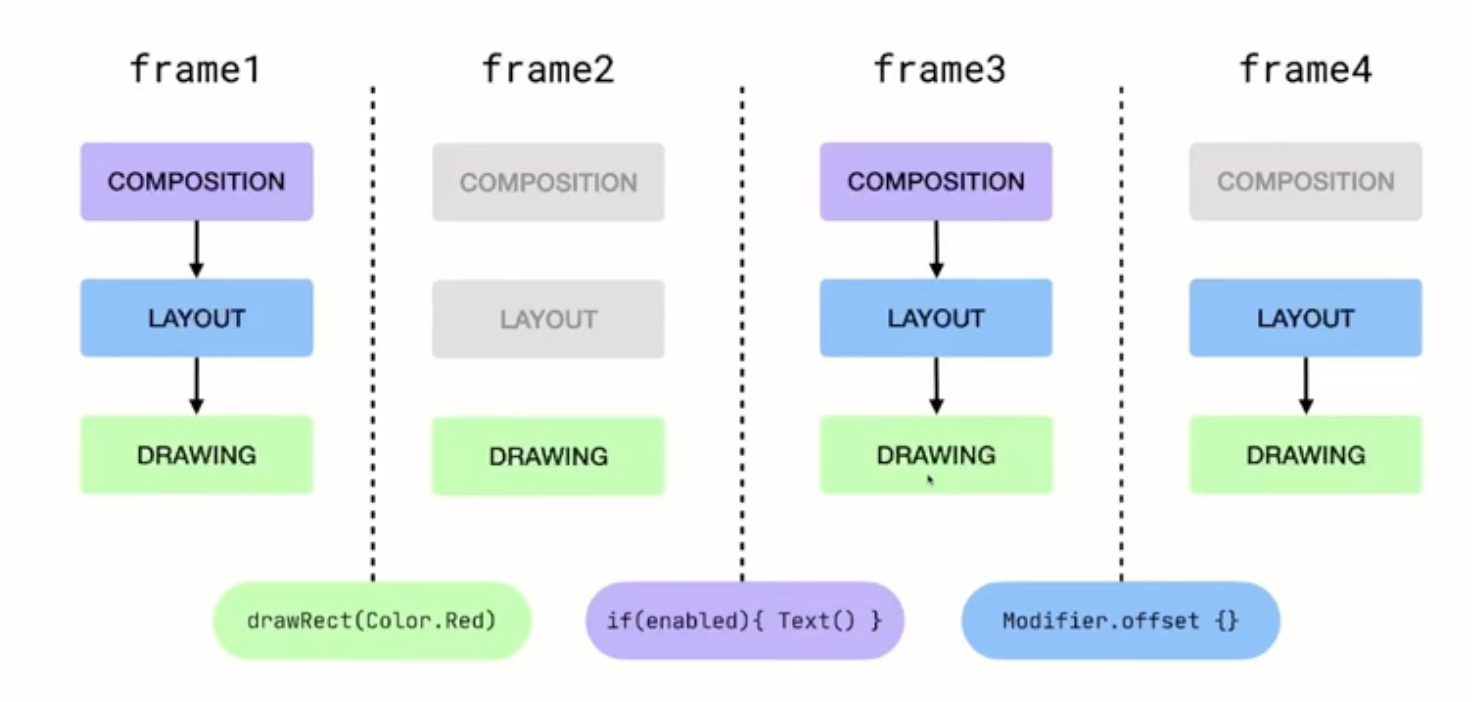 frame1
frame2
frame3
frame4
COMPOSITION
COMPOSITION
COMPOSITION
COMPOSITION
LAYOUT
LAYOUT
LAYOUT
LAYOUT
DRAWING
DRAWING
DRAWING
DRAWING
drawRect(Color.Red)
if(enabled){ Text() }
Modifier.offset {}